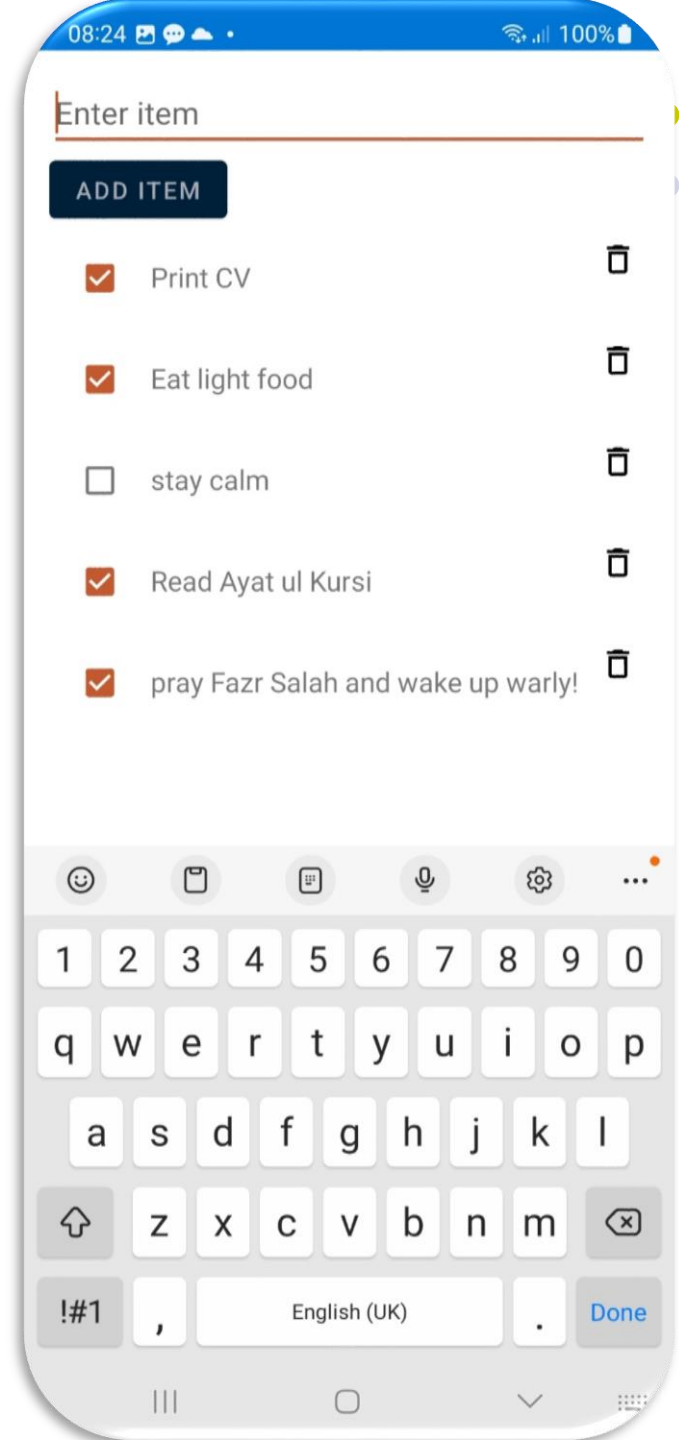 08:24 100%
Enter item
ADD ITEM
Print CV
Eat light food
stay calm
Read Ayat ul Kursi
pray Fazr Salah and wake up warly!
1 2 3 4 5 6 7 8 9 0
q w e r t y u i o p
a s d f g h j k l
z x c v b n m
!#1 , English (UK) . Done